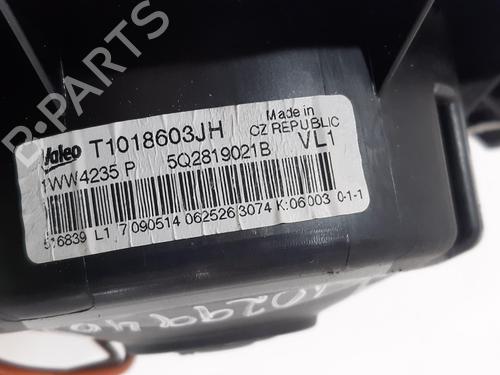 B-PARTS
Valeo T1018603JH
Made in
CZ REPUBLIC
1WW4235 P 5Q2819021B VL1
516839 L1 7 090514 062526 3074 K:06003 0-1-1